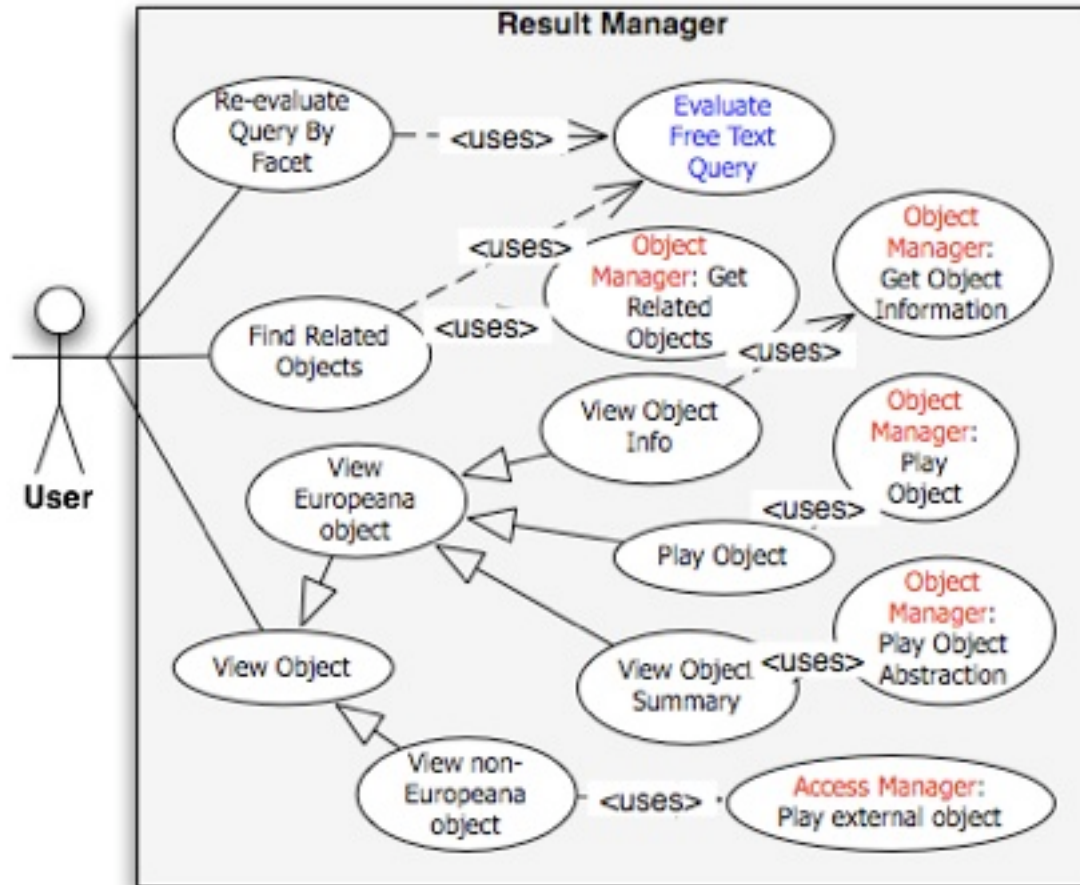 Result Manager
Re-evaluate
Query By
Facet
<uses>
Evaluate
Free Text
Query
<uses>
Object
Manager:
Get Object
Information
Object
Manager: Get
Related
Objects
<uses>
Find Related
Objects
<uses>
View Object
Info
Object
Manager:
Play
Object
User
View
Europeana
object
<uses>
Play Object
Object
Manager:
Play Object
Abstraction
View Object
View Object
Summary
<uses>
View non-
Europeana
object
<uses>
Access Manager:
Play external object